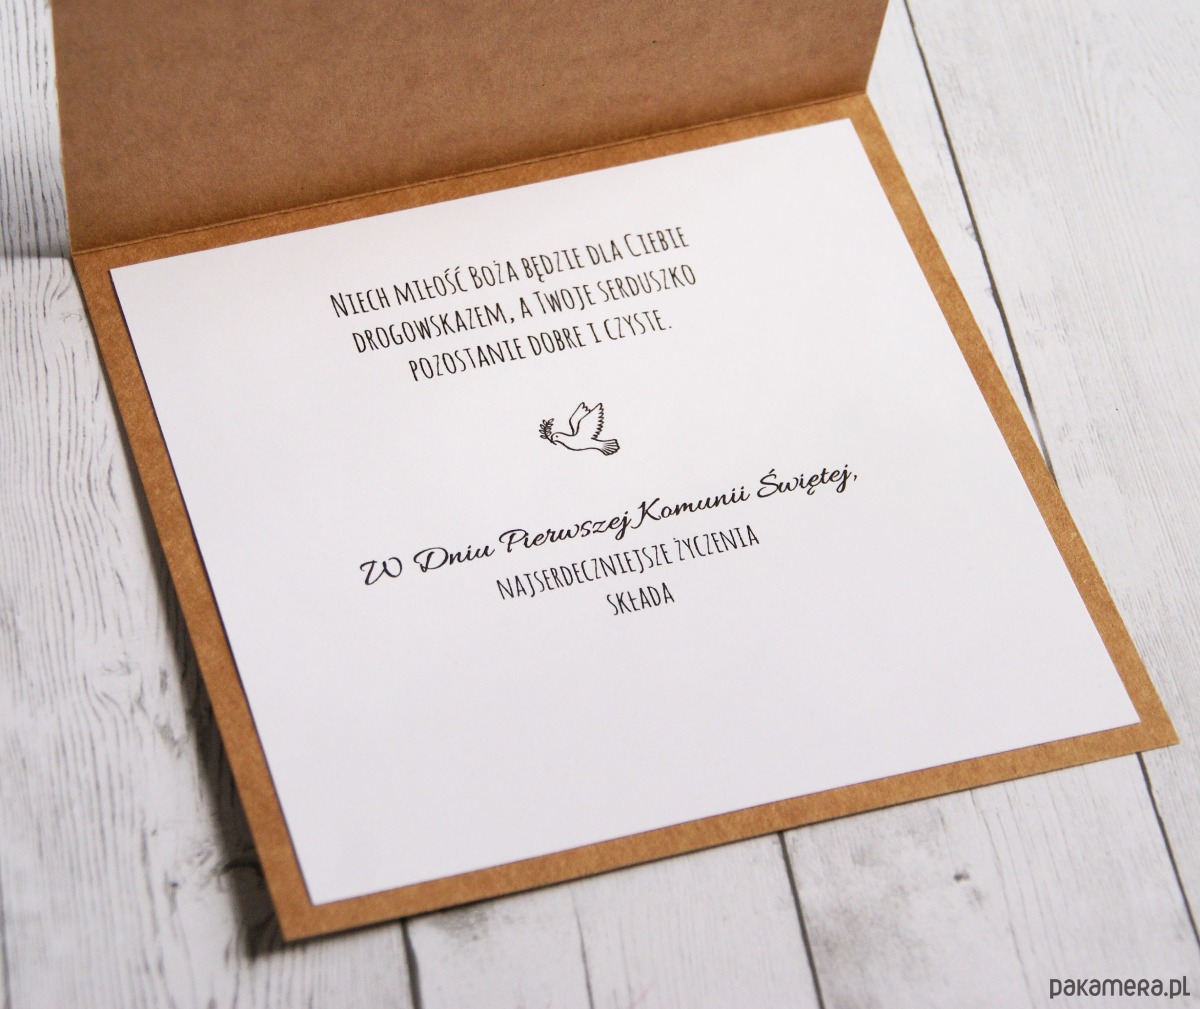 Niech miłość Boża będzie dla Ciebie
drogowskazem, a Twoje serduszko
pozostanie dobre i czyste.
W Dniu Pierwszej Komunii Świętej,
najserdeczniejsze życzenia
składa
pakamera.pl